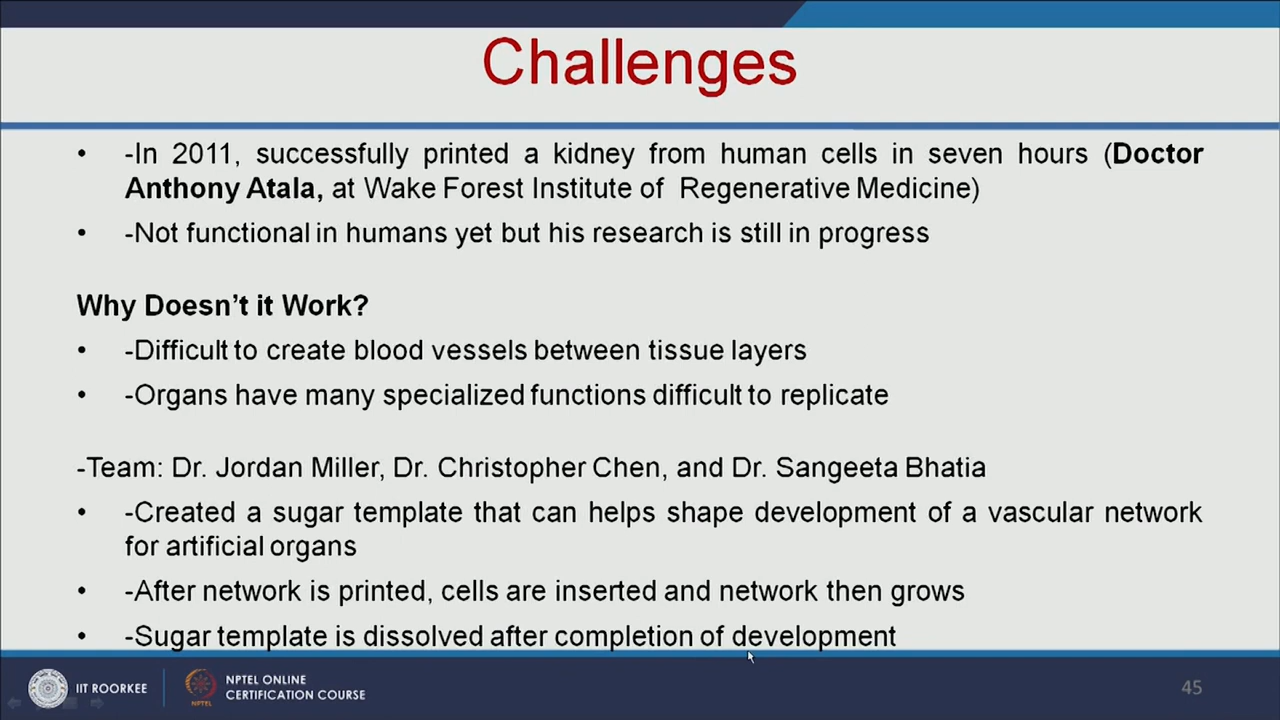 Challenges
• -In 2011, successfully printed a kidney from human cells in seven hours (Doctor
Anthony Atala, at Wake Forest Institute of Regenerative Medicine)
• -Not functional in humans yet but his research is still in progress
Why Doesn't it Work?
• -Difficult to create blood vessels between tissue layers
• -Organs have many specialized functions difficult to replicate
-Team: Dr. Jordan Miller, Dr. Christopher Chen, and Dr. Sangeeta Bhatia
• -Created a sugar template that can helps shape development of a vascular network
for artificial organs
• -After network is printed, cells are inserted and network then grows
• -Sugar template is dissolved after completion of development
IIT ROORKEE
NPTEL
NPTEL ONLINE
CERTIFICATION COURSE
45